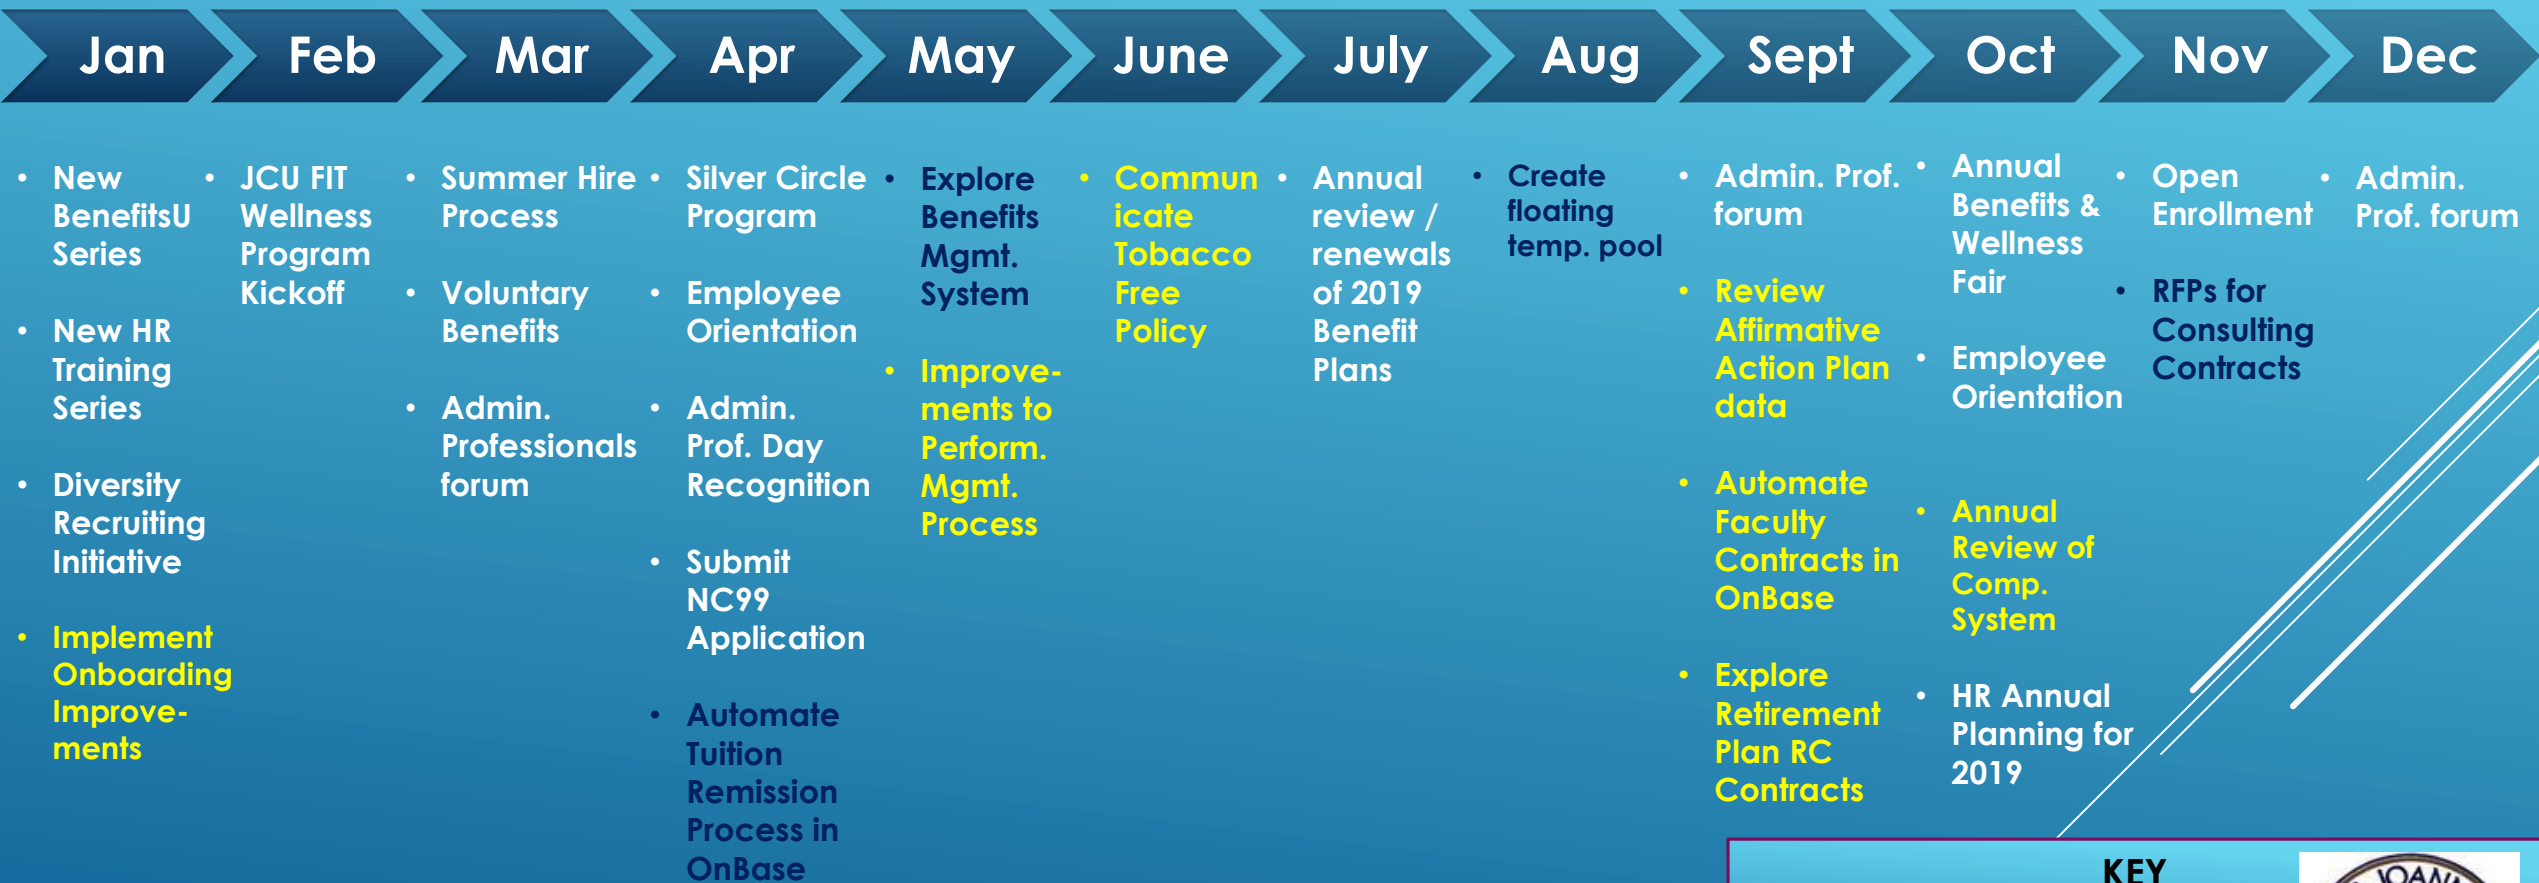 Jan
Feb
Mar
Apr
May
June
July
Aug
Sept
Oct
Nov
Dec
• New
BenefitsU
Series
• New HR
Training
Series
• Diversity
Recruiting
Initiative
• Implement
Onboarding
Improve-
ments
• JCU FIT
Wellness
Program
Kickoff
• Summer Hire
Process
• Voluntary
Benefits
• Admin.
Professionals
forum
• Silver Circle
Program
• Employee
Orientation
• Admin.
Prof. Day
Recognition
• Submit
NC99
Application
• Automate
Tuition
Remission
Process in
OnBase
• Explore
Benefits
Mgmt.
System
• Improve-
ments to
Perform.
Mgmt.
Process
• Commun
icate
Tobacco
Free
Policy
• Annual
review /
renewals
of 2019
Benefit
Plans
• Create
floating
temp. pool
• Admin. Prof.
forum
• Review
Affirmative
Action Plan
data
• Automate
Faculty
Contracts in
OnBase
• Explore
Retirement
Plan RC
Contracts
• Annual
Benefits &
Wellness
Fair
• Employee
Orientation
• Annual
Review of
Comp.
System
• HR Annual
Planning for
2019
• Open
Enrollment
• RFPs for
Consulting
Contracts
• Admin.
Prof. forum
KEY